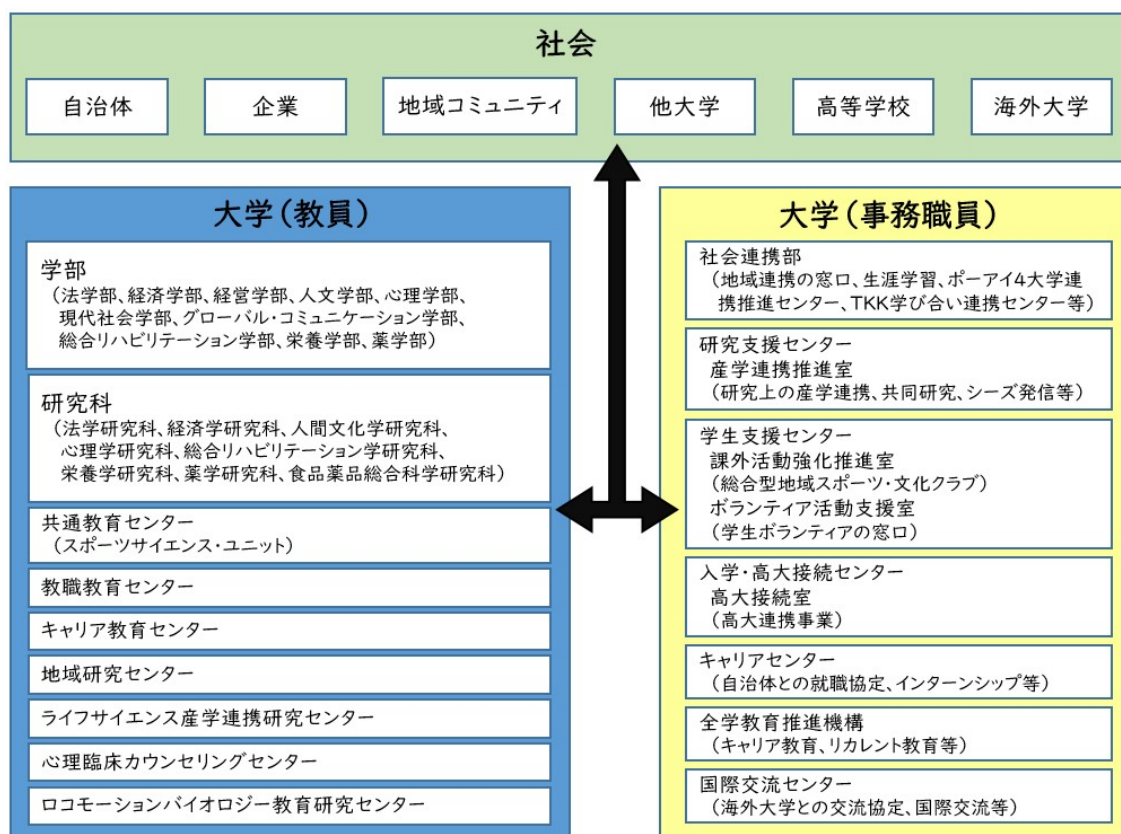 社会
自治体
企業
地域コミュニティ
他大学
高等学校
海外大学
大学(教員)
学部
(法学部、経済学部、経営学部、人文学部、心理学部、
現代社会学部、グローバル・コミュニケーション学部、
総合リハビリテーション学部、栄養学部、薬学部)
研究科
(法学研究科、経済学研究科、人間文化学研究科、
心理学研究科、総合リハビリテーション学研究科、
栄養学研究科、薬学研究科、食品薬品総合科学研究科)
共通教育センター
(スポーツサイエンス・ユニット)
教職教育センター
キャリア教育センター
地域研究センター
ライフサイエンス産学連携研究センター
心理臨床カウンセリングセンター
ロコモーションバイオロジー教育研究センター
大学(事務職員)
社会連携部
(地域連携の窓口、生涯学習、ポーアイ4大学連
携推進センター、TKK学び合い連携センター等)
研究支援センター
産学連携推進室
(研究上の産学連携、共同研究、シーズ発信等)
学生支援センター
課外活動強化推進室
(総合型地域スポーツ・文化クラブ)
ボランティア活動支援室
(学生ボランティアの窓口)
入学・高大接続センター
高大接続室
(高大連携事業)
キャリアセンター
(自治体との就職協定、インターンシップ等)
全学教育推進機構
(キャリア教育、リカレント教育等)
国際交流センター
(海外大学との交流協定、国際交流等)